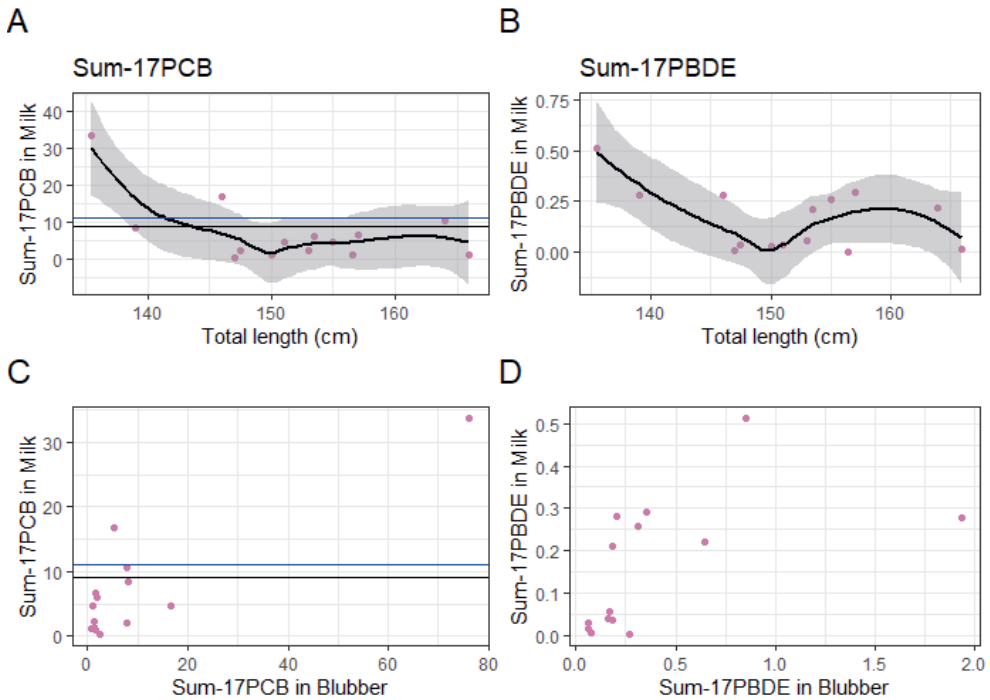 A
Sum-17PCB
Sum-17PCB in Milk
40
30
20
10
0
140
150
160
Total length (cm)
B
Sum-17PBDE
Sum-17PBDE in Milk
0.75
0.50
0.25
0.00
140
150
160
Total length (cm)
C
Sum-17PCB in Milk
30
20
10
0
0
20
40
60
80
Sum-17PCB in Blubber
D
Sum-17PBDE in Milk
0.5
0.4
0.3
0.2
0.1
0.0
0.0
0.5
1.0
1.5
2.0
Sum-17PBDE in Blubber